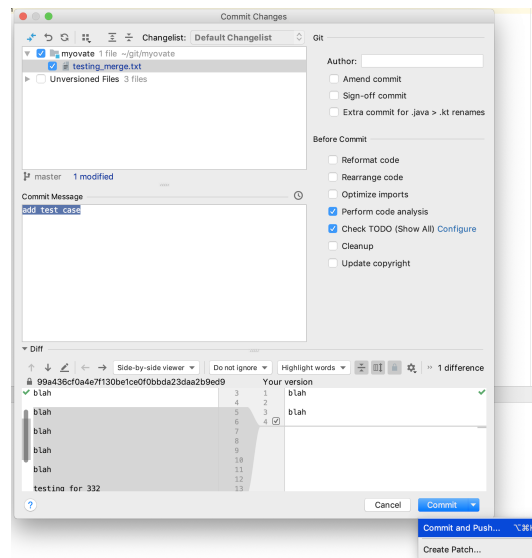 Commit Changes
Changelist: Default Changelist
myovate 1 file ~/git/myovate
testing_merge.txt
Unversioned Files 3 files
master 1 modified
Commit Message
add test case
Git
Author:
Amend commit
Sign-off commit
Extra commit for .java > .kt renames
Before Commit
Reformat code
Rearrange code
Optimize imports
Perform code analysis
Check TODO (Show All) Configure
Cleanup
Update copyright
Diff
Side-by-side viewer Do not ignore Highlight words 1 difference
99a436cf0a4e7f130be1ce0f0bbda23daa2b9ed9 Your version
blah 3 1 blah
4 2
blah 5 3 blah
6 4
blah 7
8
blah 9
10
blah 11
12
testing for 332 13
? Cancel Commit
Commit and Push...
Create Patch...